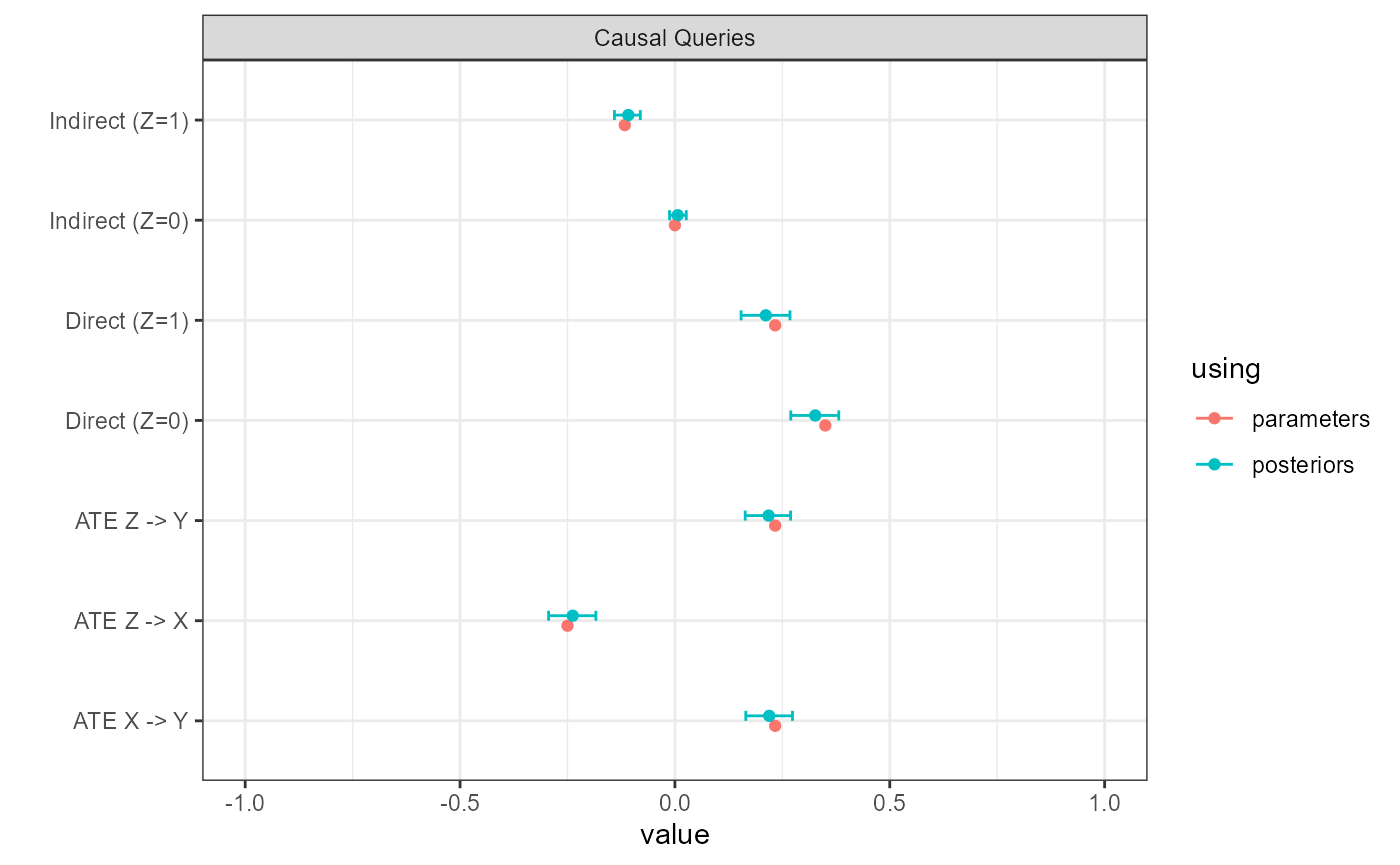 Causal Queries
Indirect (Z=1)
Indirect (Z=0)
Direct (Z=1)
Direct (Z=0)
ATE Z -> Y
ATE Z -> X
ATE X -> Y
-1.0 -0.5 0.0 0.5 1.0
value
using
parameters
posteriors